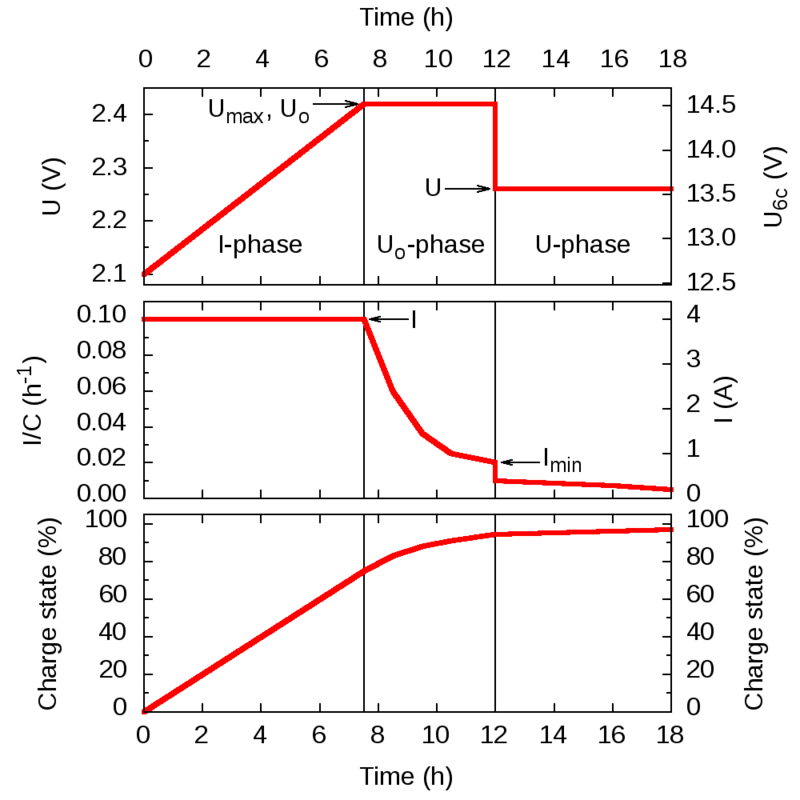 Time (h)
0 2 4 6 8 10 12 14 16 18
U (V)
2.4
2.3
2.2
2.1
Umax, Uo
U
I-phase
Uo-phase
U-phase
14.5
14.0
13.5
13.0
12.5
U6c (V)
I/C (h-1)
0.10
0.08
0.06
0.04
0.02
0.00
I
Imin
4
3
2
1
0
I (A)
Charge state (%)
100
80
60
40
20
0
100
80
60
40
20
0
Charge state (%)
0 2 4 6 8 10 12 14 16 18
Time (h)